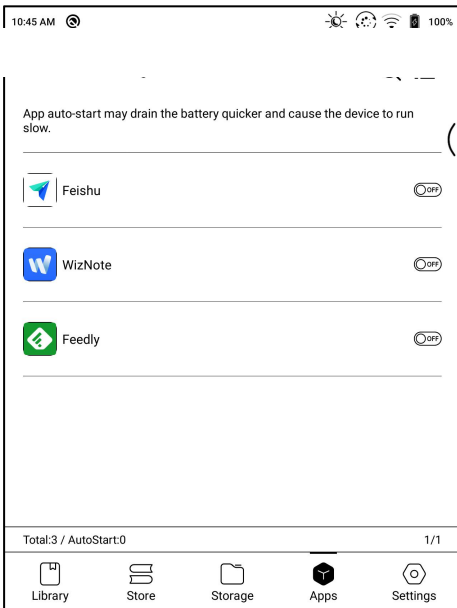 10:45 AM
100%
App auto-start may drain the battery quicker and cause the device to run
slow.
Feishu
OFF
WizNote
OFF
Feedly
OFF
Total:3 / AutoStart:0
1/1
Library
Store
Storage
Apps
Settings